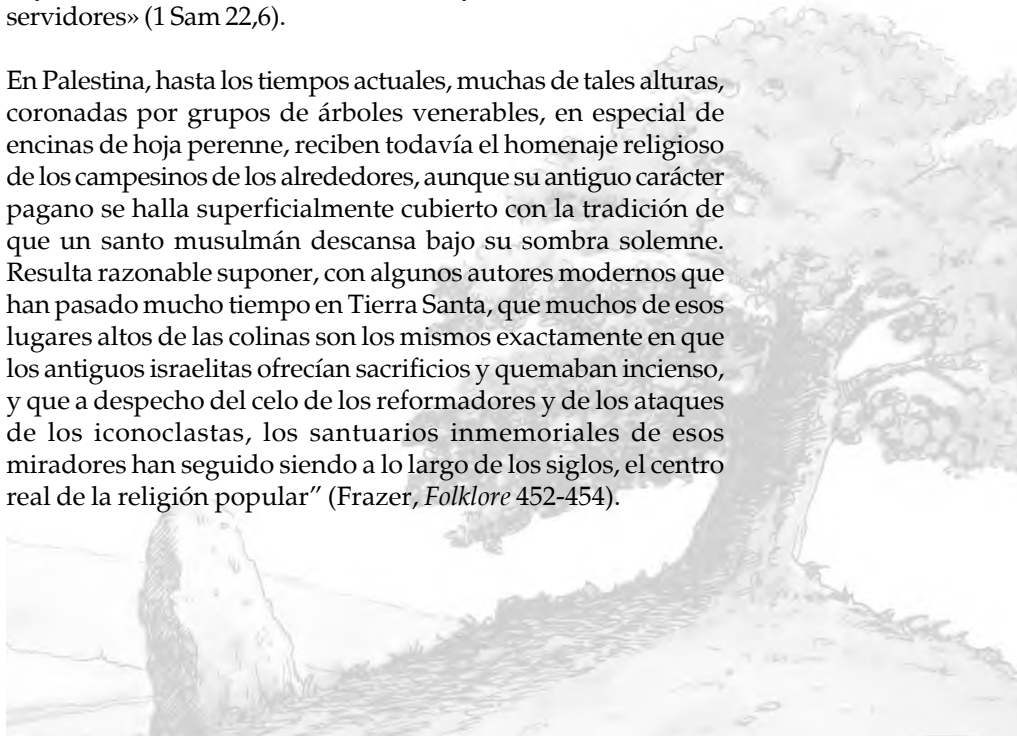 servidores» (1 Sam 22,6).
En Palestina, hasta los tiempos actuales, muchas de tales alturas,
coronadas por grupos de árboles venerables, en especial de
encinas de hoja perenne, reciben todavía el homenaje religioso
de los campesinos de los alrededores, aunque su antiguo carácter
pagano se halla superficialmente cubierto con la tradición de
que un santo musulmán descansa bajo su sombra solemne.
Resulta razonable suponer, con algunos autores modernos que
han pasado mucho tiempo en Tierra Santa, que muchos de esos
lugares altos de las colinas son los mismos exactamente en que
los antiguos israelitas ofrecían sacrificios y quemaban incienso,
y que a despecho del celo de los reformadores y de los ataques
de los iconoclastas, los santuarios inmemoriales de esos
miradores han seguido siendo a lo largo de los siglos, el centro
real de la religión popular” (Frazer, Folklore 452-454).